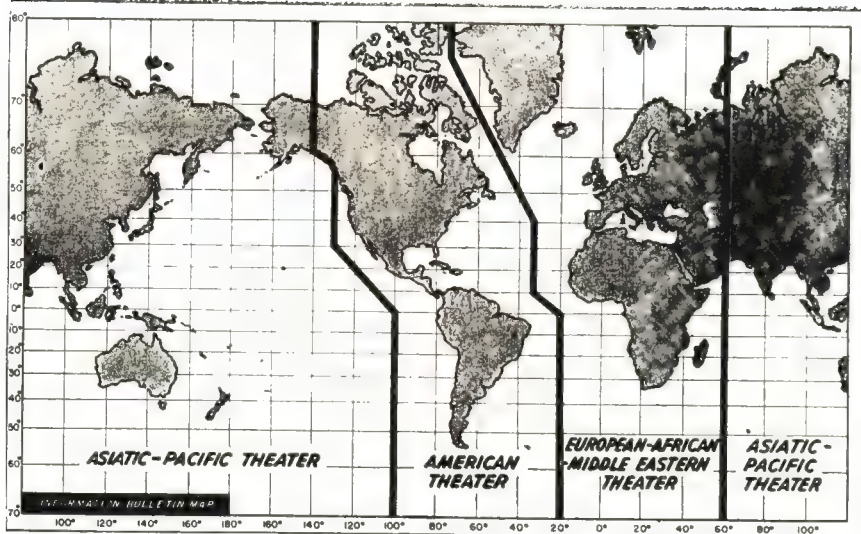 80°
70°
60°
50°
40°
30°
20°
10°
0°
10°
20°
30°
40°
50°
60°
70°
ASIATIC-PACIFIC THEATER
AMERICAN
THEATER
EUROPEAN-AFRICAN
-MIDDLE EASTERN
THEATER
ASIATIC-
PACIFIC
THEATER
INFORMATION BULLETIN MAP
100° 120° 140° 160° 180° 160° 140° 120° 100° 80° 60° 40° 20° 0° 20° 40° 60° 80° 100°